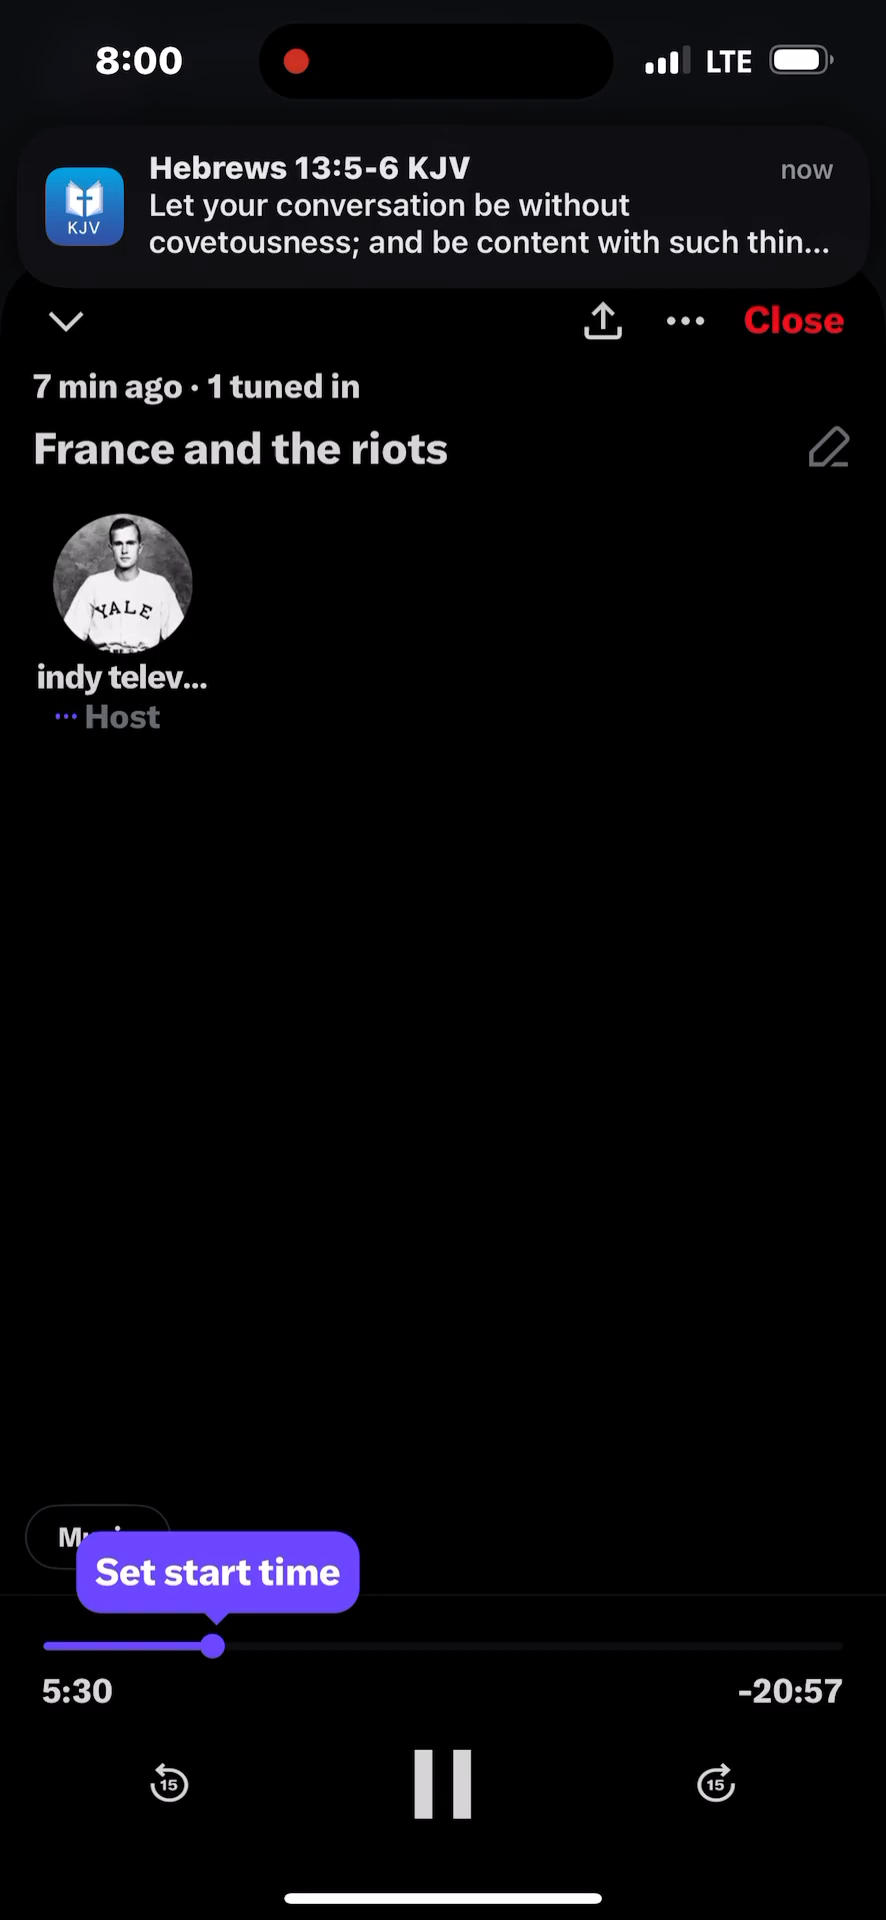 8:00
LTE
Hebrews 13:5-6 KJV
now
Let your conversation be without
covetousness; and be content with such thin...
KJV
Close
7 min ago · 1 tuned in
France and the riots
YALE
indy telev...
Host
Set start time
5:30
-20:57
15
15